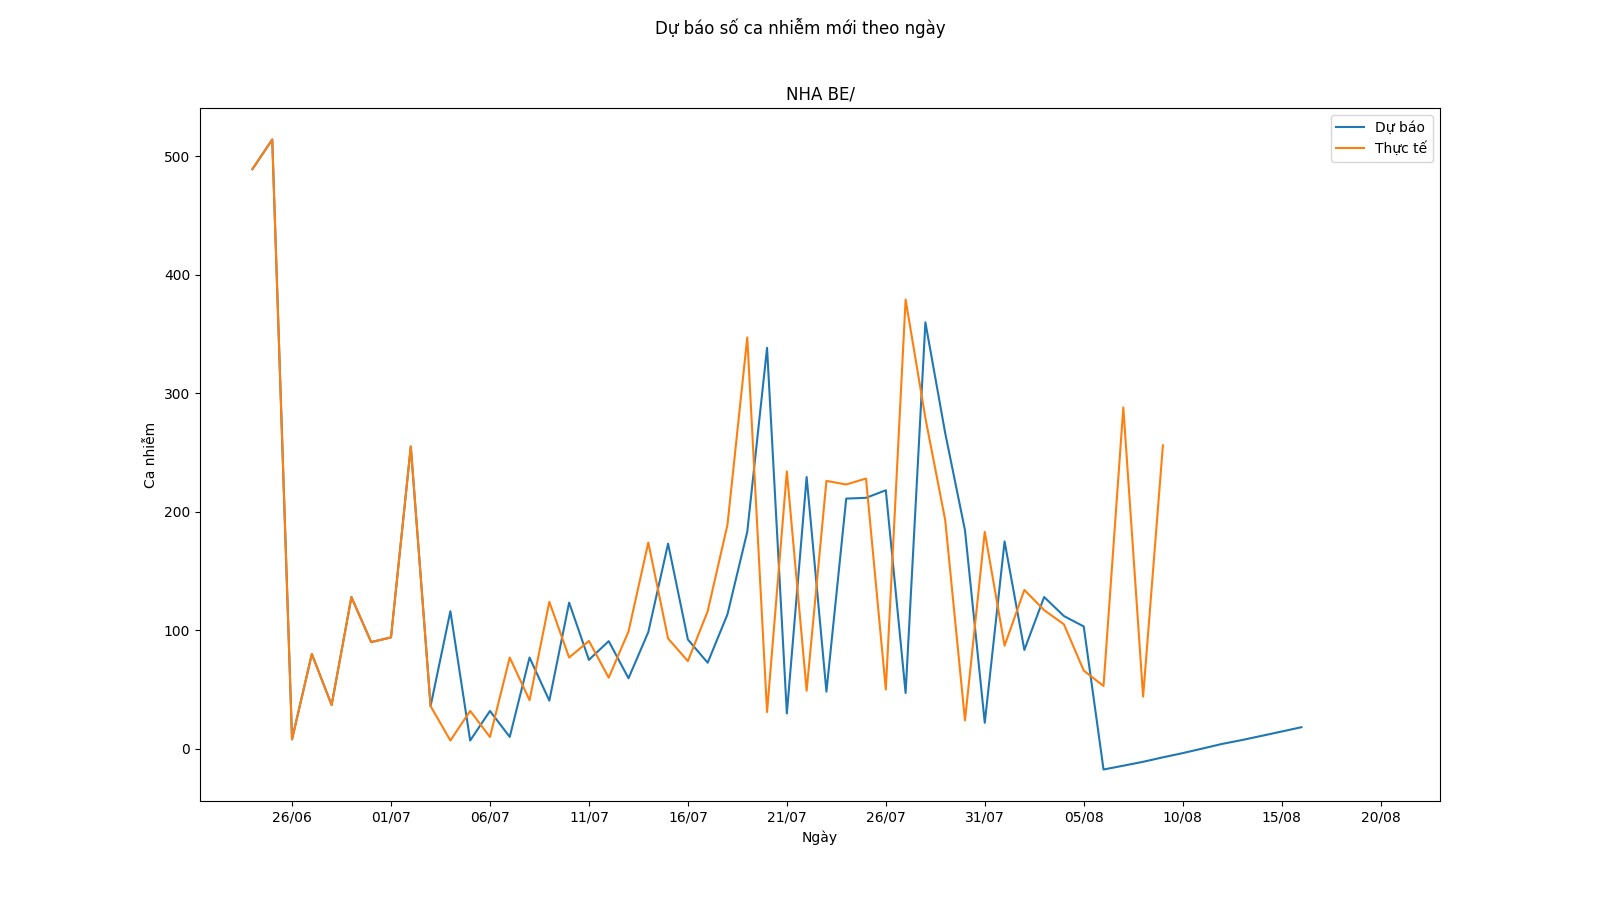 Dự báo số ca nhiễm mới theo ngày
NHA BE/
Dự báo
Thực tế
500
400
300
200
100
0
Ca nhiễm
26/06 01/07 06/07 11/07 16/07 21/07 26/07 31/07 05/08 10/08 15/08 20/08
Ngày